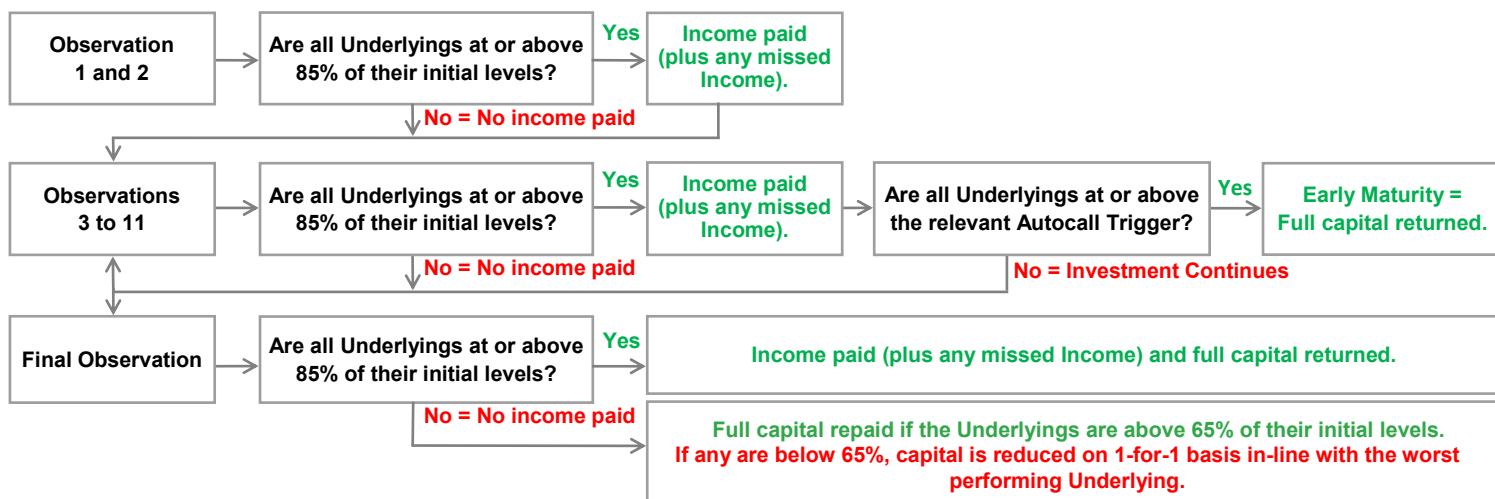 Observation
1 and 2
Are all Underlyings at or above
85% of their initial levels?
Yes
Income paid
(plus any missed
Income).
No = No income paid
Observations
3 to 11
Are all Underlyings at or above
85% of their initial levels?
Yes
Income paid
(plus any missed
Income).
Are all Underlyings at or above
the relevant Autocall Trigger?
Yes
Early Maturity =
Full capital returned.
No = No income paid
No = Investment Continues
Final Observation
Are all Underlyings at or above
85% of their initial levels?
Yes
Income paid (plus any missed Income) and full capital returned.
No = No income paid
Full capital repaid if the Underlyings are above 65% of their initial levels.
If any are below 65%, capital is reduced on 1-for-1 basis in-line with the worst
performing Underlying.